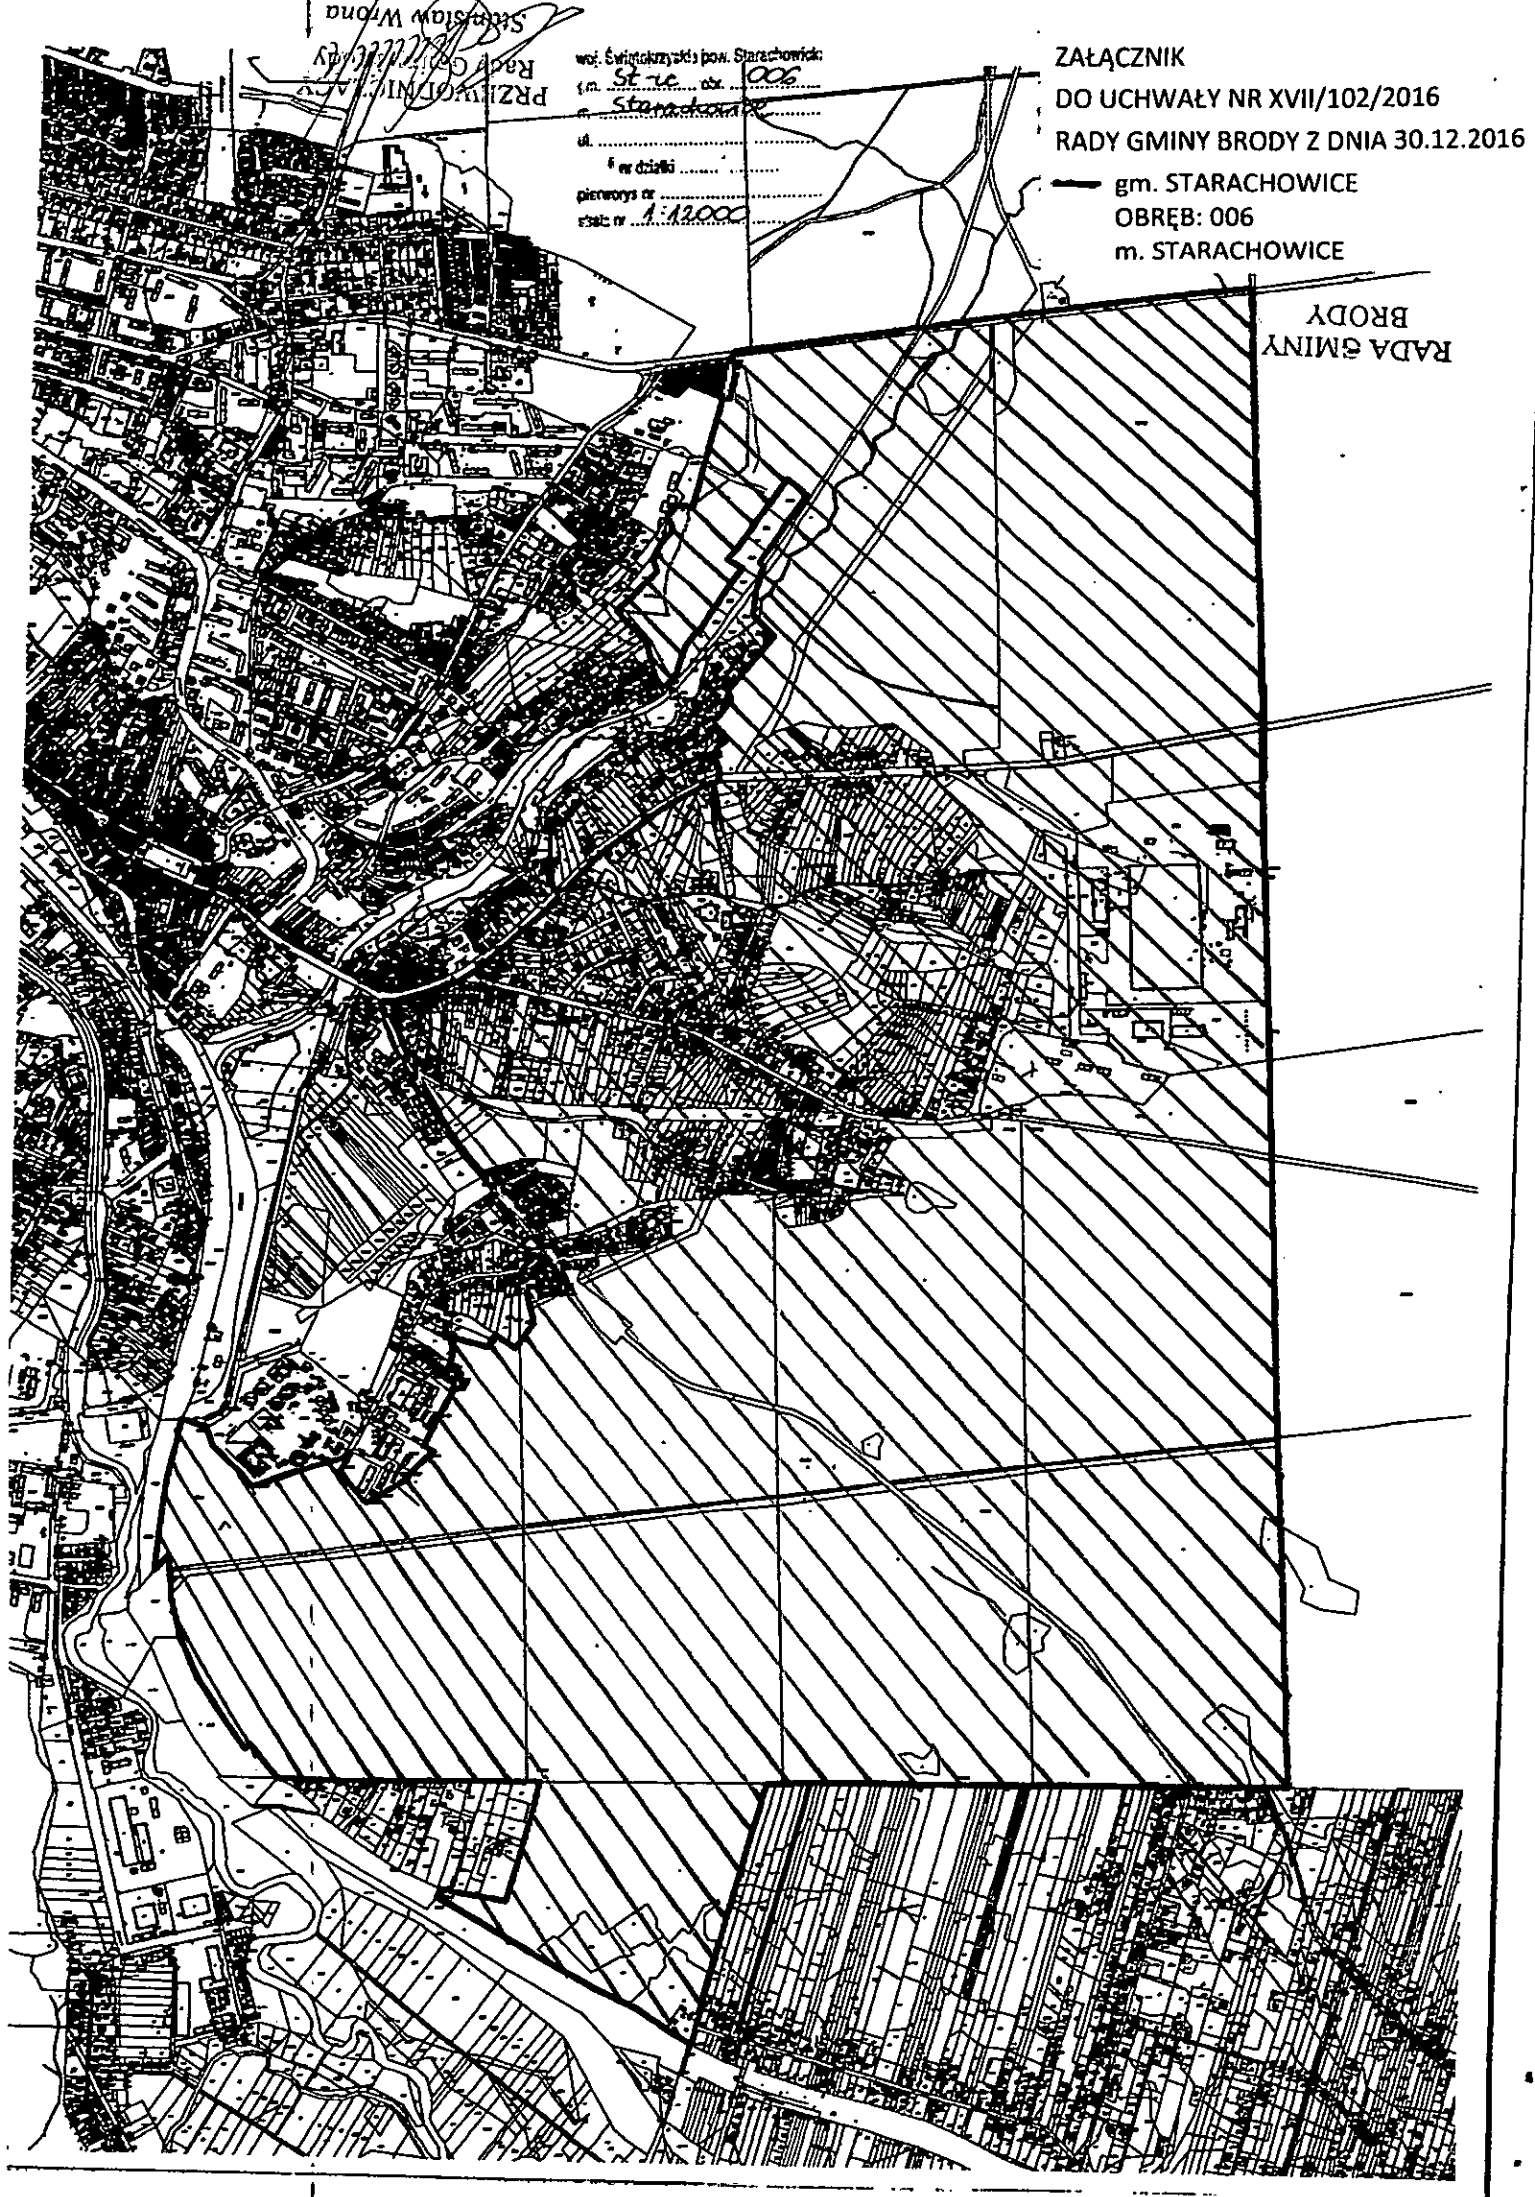 Stanisław Wrona
Rady Gminy
PRZEWODNICZĄCY
woj. Świętokrzyskie pow. Starachowicki
gm. St-ce obr. 006
m. Starachowice
ul.
nr działki
pierworys nr
skala nr 1:12000
ZAŁĄCZNIK
DO UCHWAŁY NR XVII/102/2016
RADY GMINY BRODY Z DNIA 30.12.2016
gm. STARACHOWICE
OBRĘB: 006
m. STARACHOWICE
RADA GMINY
BRODY